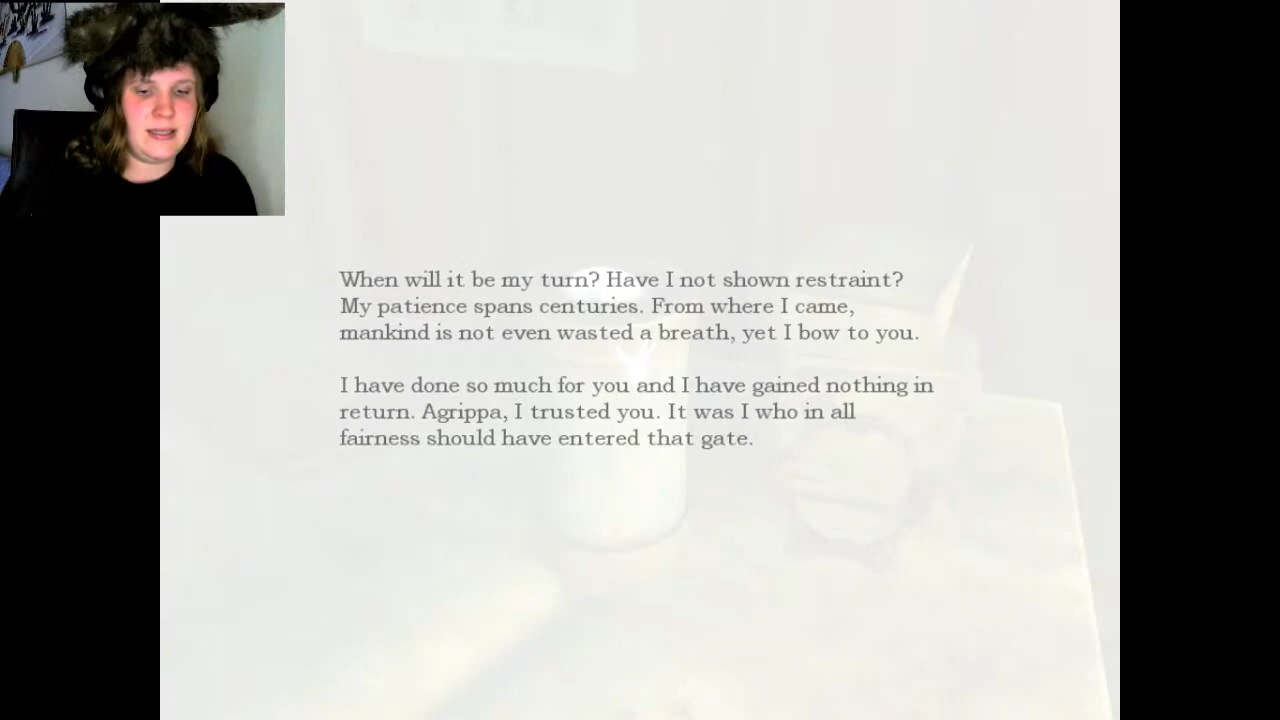 When will it be my turn? Have I not shown restraint?
My patience spans centuries. From where I came,
mankind is not even wasted a breath, yet I bow to you.
I have done so much for you and I have gained nothing in
return. Agrippa, I trusted you. It was I who in all
fairness should have entered that gate.